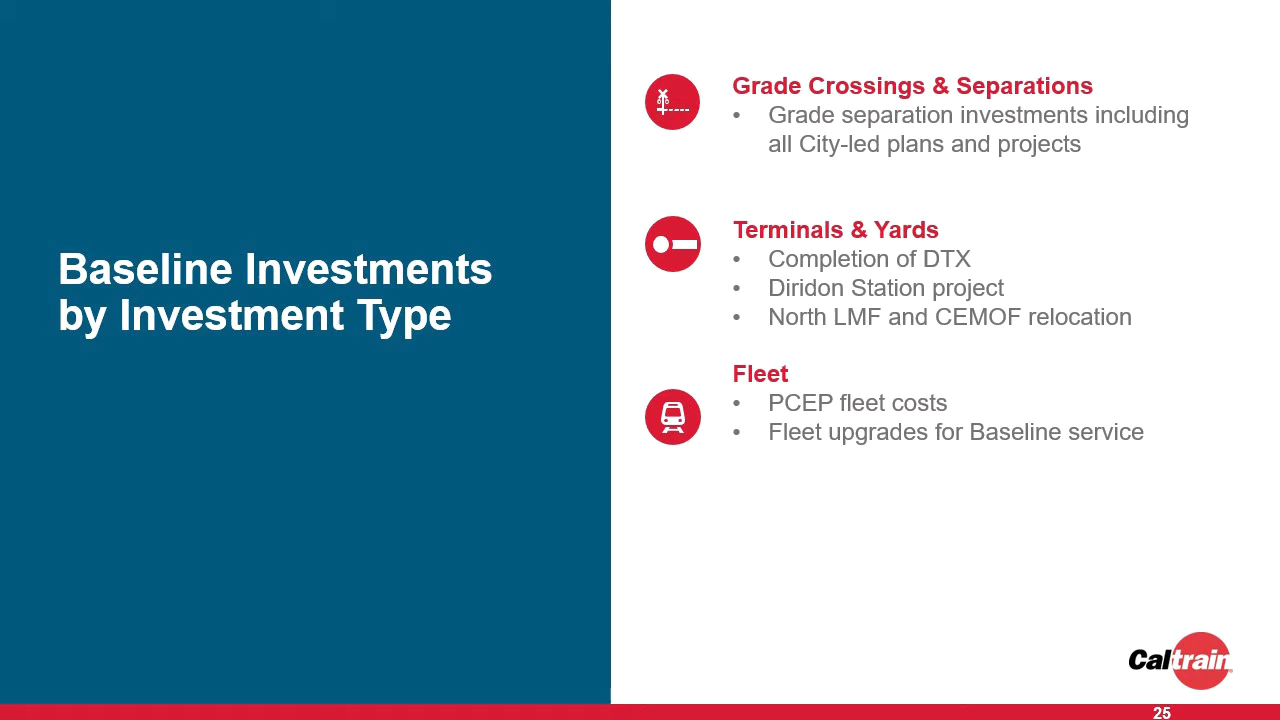 Baseline Investments
by Investment Type
Grade Crossings & Separations
• Grade separation investments including
all City-led plans and projects
Terminals & Yards
• Completion of DTX
• Diridon Station project
• North LMF and CEMOF relocation
Fleet
• PCEP fleet costs
• Fleet upgrades for Baseline service
Caltrain®
25